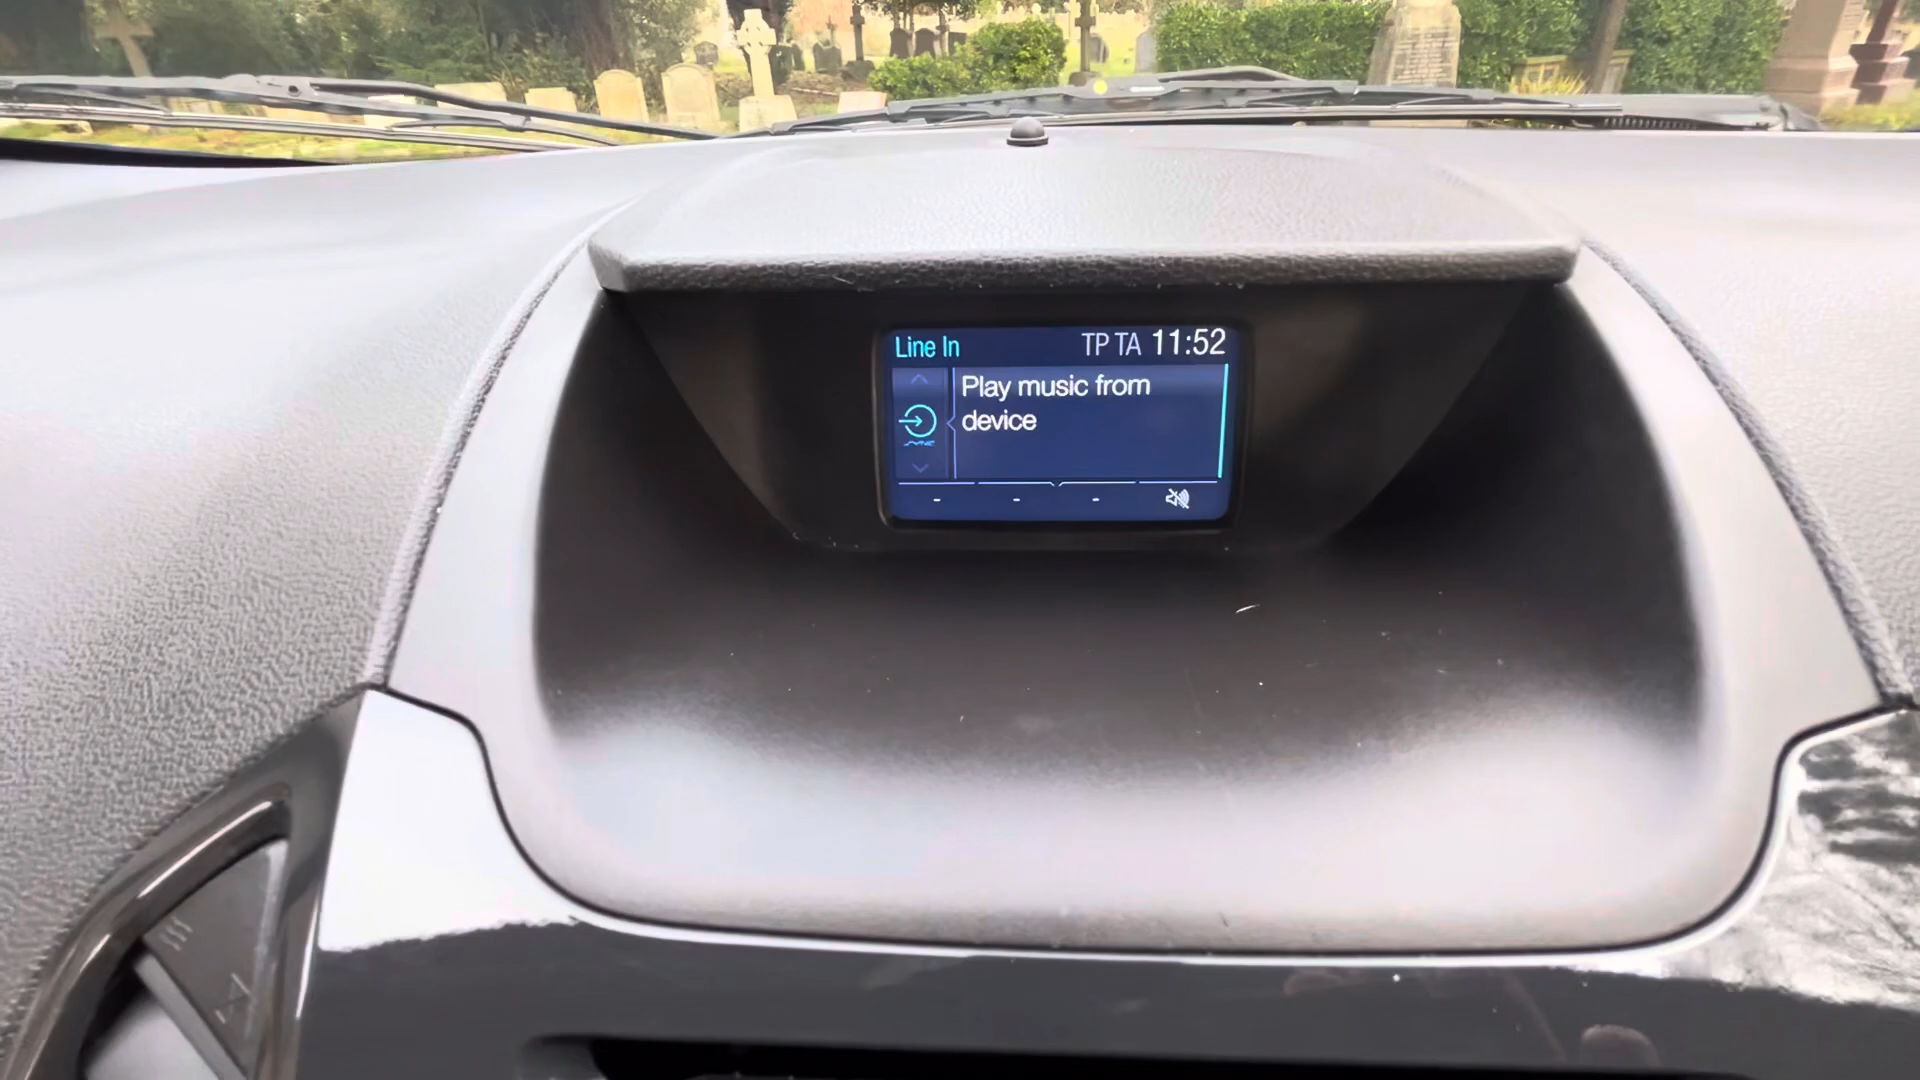 Line In TP TA 11:52
Play music from
device
- - -